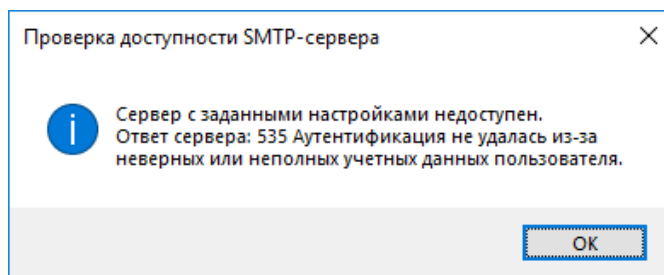 Проверка доступности SMTP-сервера
Сервер с заданными настройками недоступен.
Ответ сервера: 535 Аутентификация не удалась из-за
неверных или неполных учетных данных пользователя.
ОК